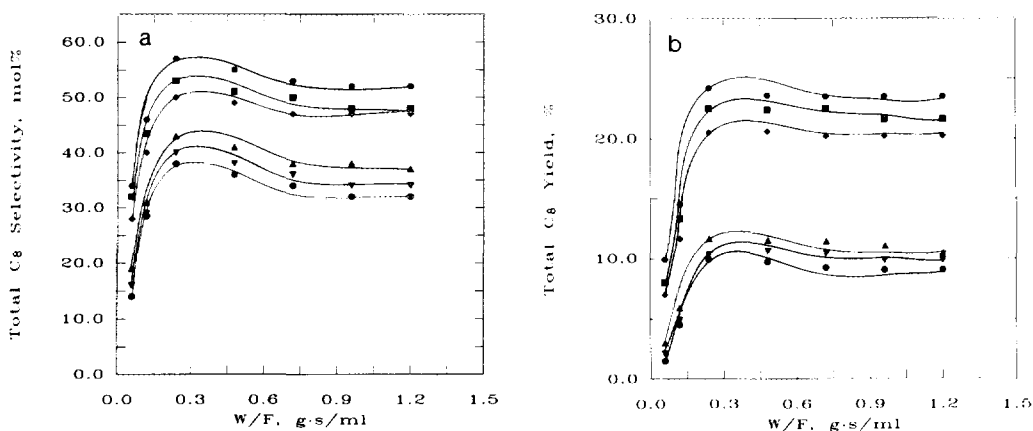 a
Total C₈ Selectivity, mol%
60.0
50.0
40.0
30.0
20.0
10.0
0.0
0.0 0.3 0.6 0.9 1.2 1.5
W/F, g·s/ml
b
Total C₈ Yield, %
30.0
20.0
10.0
0.0
0.0 0.3 0.6 0.9 1.2 1.5
W/F, g·s/ml